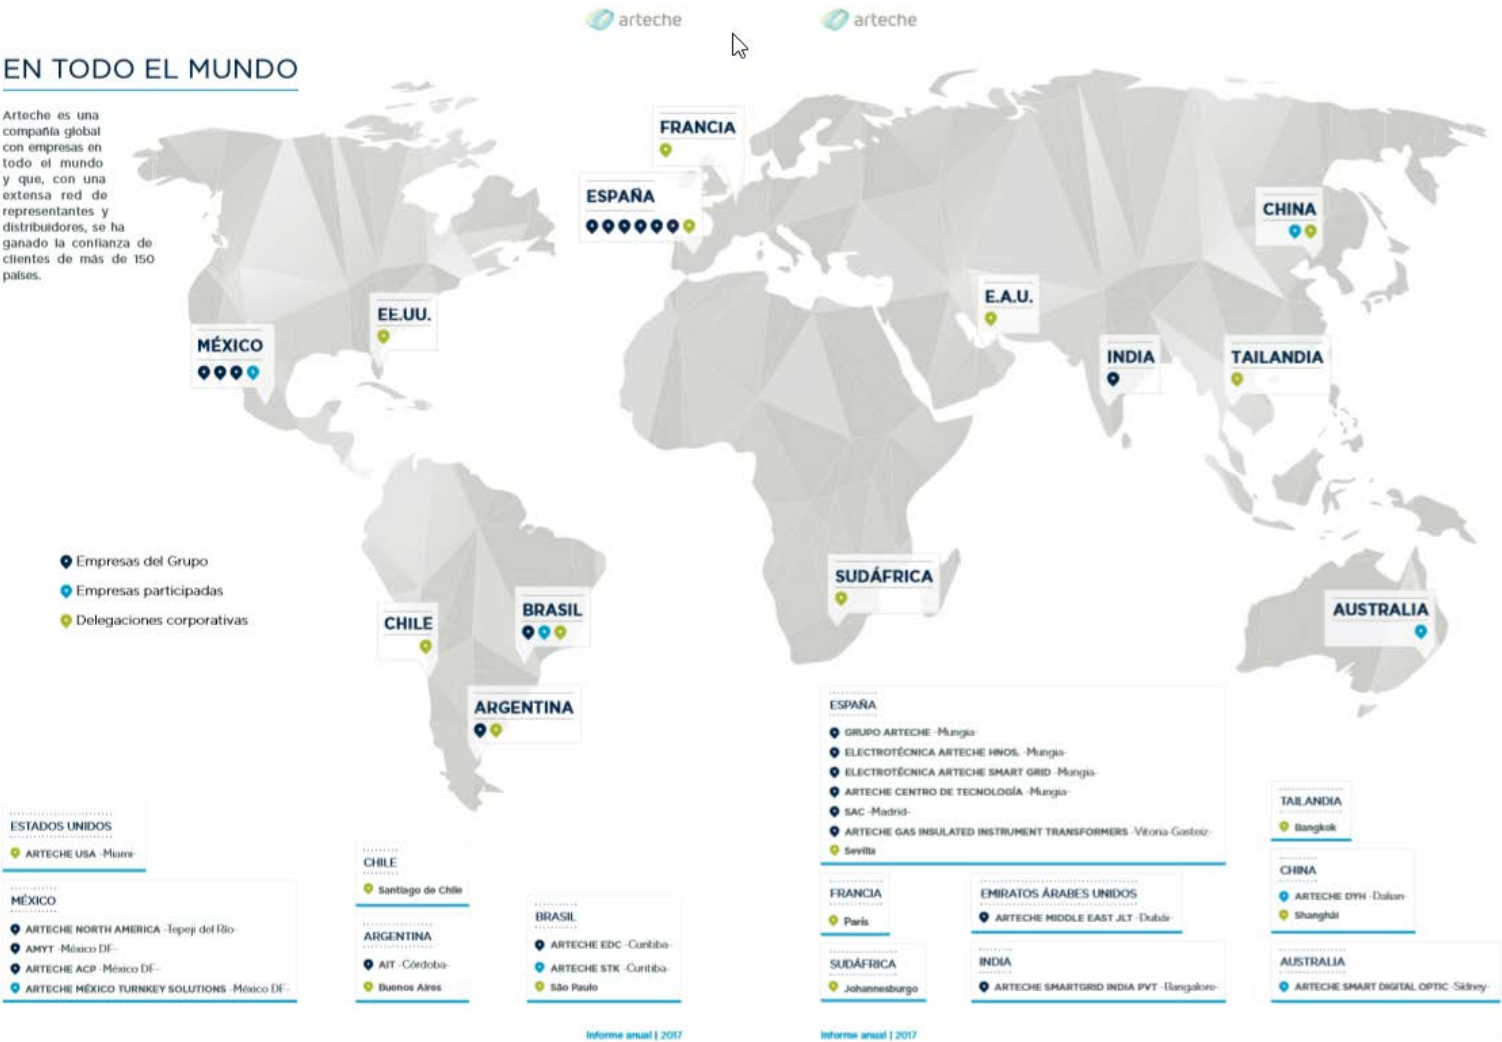 arteche
arteche
EN TODO EL MUNDO
Arteche es una
compañía global
con empresas en
todo el mundo
y que, con una
extensa red de
representantes y
distribuidores, se ha
ganado la confianza de
clientes de más de 150
países.
FRANCIA
ESPAÑA
CHINA
E.A.U.
EE.UU.
MÉXICO
INDIA
TAILANDIA
Empresas del Grupo
Empresas participadas
Delegaciones corporativas
SUDÁFRICA
BRASIL
CHILE
AUSTRALIA
ARGENTINA
ESTADOS UNIDOS
ARTECHE USA -Miami-
MÉXICO
ARTECHE NORTH AMERICA -Tepeji del Río-
AMYT -México DF-
ARTECHE ACP -México DF-
ARTECHE MÉXICO TURNKEY SOLUTIONS -México DF-
CHILE
Santiago de Chile
ARGENTINA
AIT -Córdoba-
Buenos Aires
BRASIL
ARTECHE EDC -Curitiba-
ARTECHE STK -Curitiba-
São Paulo
Informe anual | 2017
ESPAÑA
GRUPO ARTECHE -Mungia-
ELECTROTÉCNICA ARTECHE HNOS. -Mungia-
ELECTROTÉCNICA ARTECHE SMART GRID -Mungia-
ARTECHE CENTRO DE TECNOLOGÍA -Mungia-
SAC -Madrid-
ARTECHE GAS INSULATED INSTRUMENT TRANSFORMERS -Vitoria-Gasteiz-
Sevilla
FRANCIA
París
SUDÁFRICA
Johannesburgo
EMIRATOS ÁRABES UNIDOS
ARTECHE MIDDLE EAST JLT -Dubái-
INDIA
ARTECHE SMARTGRID INDIA PVT -Bangalore-
TAILANDIA
Bangkok
CHINA
ARTECHE DYH -Dalian-
Shanghái
AUSTRALIA
ARTECHE SMART DIGITAL OPTIC -Sidney-
Informe anual | 2017